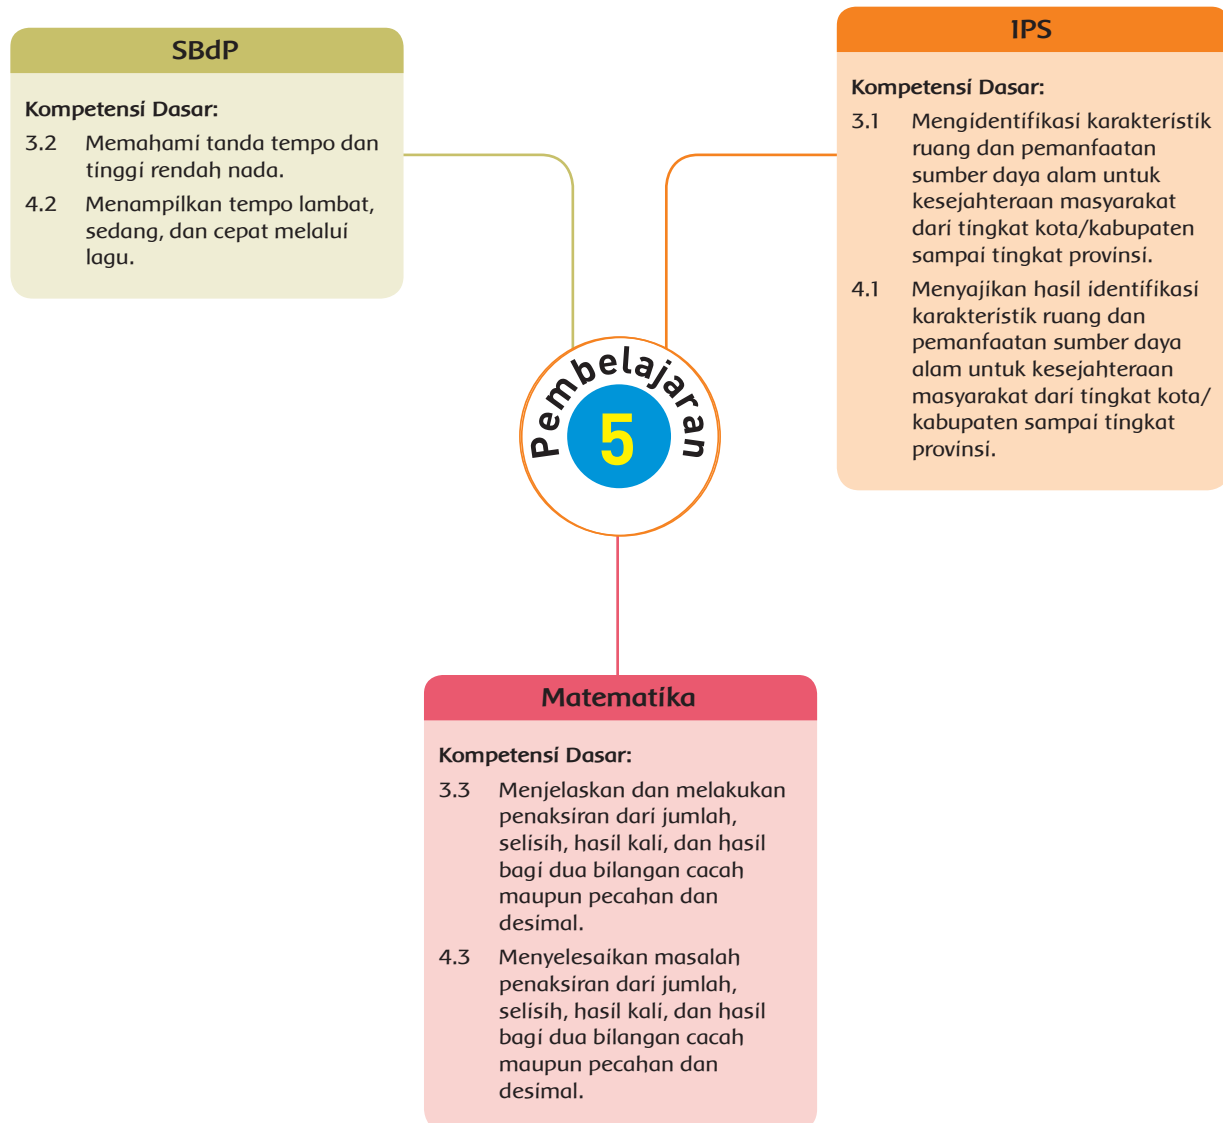 SBdP
Kompetensi Dasar:
3.2 Memahami tanda tempo dan
tinggi rendah nada.
4.2 Menampilkan tempo lambat,
sedang, dan cepat melalui
lagu.
IPS
Kompetensi Dasar:
3.1 Mengidentifikasi karakteristik
ruang dan pemanfaatan
sumber daya alam untuk
kesejahteraan masyarakat
dari tingkat kota/kabupaten
sampai tingkat provinsi.
4.1 Menyajikan hasil identifikasi
karakteristik ruang dan
pemanfaatan sumber daya
alam untuk kesejahteraan
masyarakat dari tingkat kota/
kabupaten sampai tingkat
provinsi.
Pembelajaran
5
Matematika
Kompetensi Dasar:
3.3 Menjelaskan dan melakukan
penaksiran dari jumlah,
selisih, hasil kali, dan hasil
bagi dua bilangan cacah
maupun pecahan dan
desimal.
4.3 Menyelesaikan masalah
penaksiran dari jumlah,
selisih, hasil kali, dan hasil
bagi dua bilangan cacah
maupun pecahan dan
desimal.